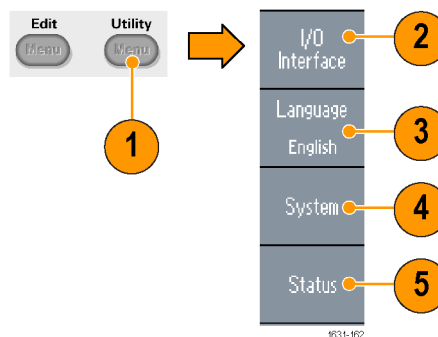 Edit Utility
Menu Menu
1
I/O
Interface
2
Language
English
3
System
4
Status
5
1631-162